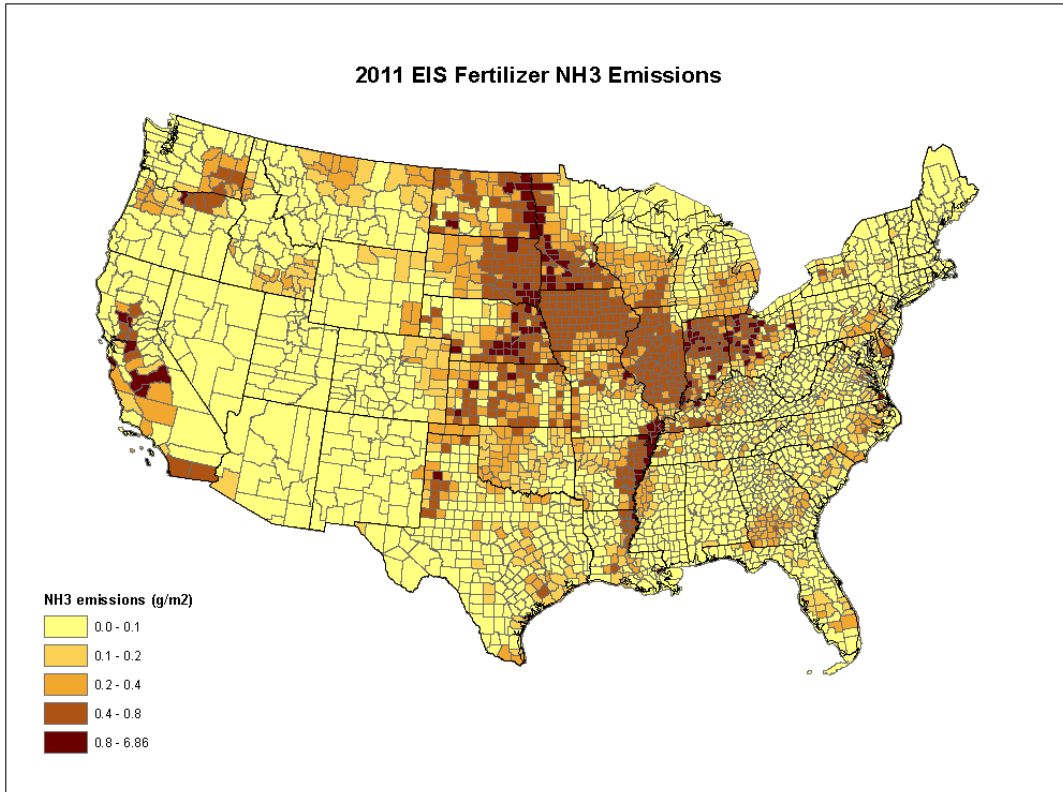 2011 EIS Fertilizer NH3 Emissions
NH3 emissions (g/m2)
0.0 - 0.1
0.1 - 0.2
0.2 - 0.4
0.4 - 0.8
0.8 - 6.86